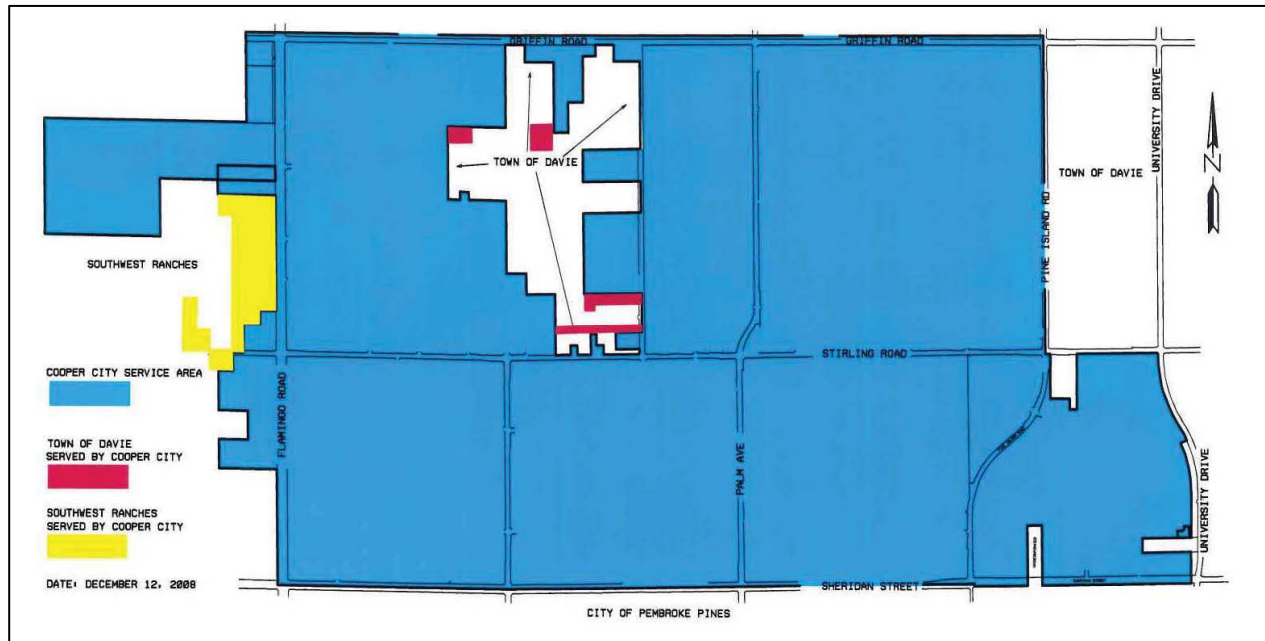 GRIFFIN ROAD
GRIFFIN ROAD
UNIVERSITY DRIVE
N
TOWN OF DAVIE
TOWN OF DAVIE
PINE ISLAND RD
SOUTHWEST RANCHES
STIRLING ROAD
COOPER CITY SERVICE AREA
FLAMINGO ROAD
TOWN OF DAVIE
SERVED BY COOPER CITY
PALM AVE
UNIVERSITY DRIVE
SOUTHWEST RANCHES
SERVED BY COOPER CITY
DATE: DECEMBER 12, 2008
SHERIDAN STREET
SHERIDAN STREET
CITY OF PEMBROKE PINES